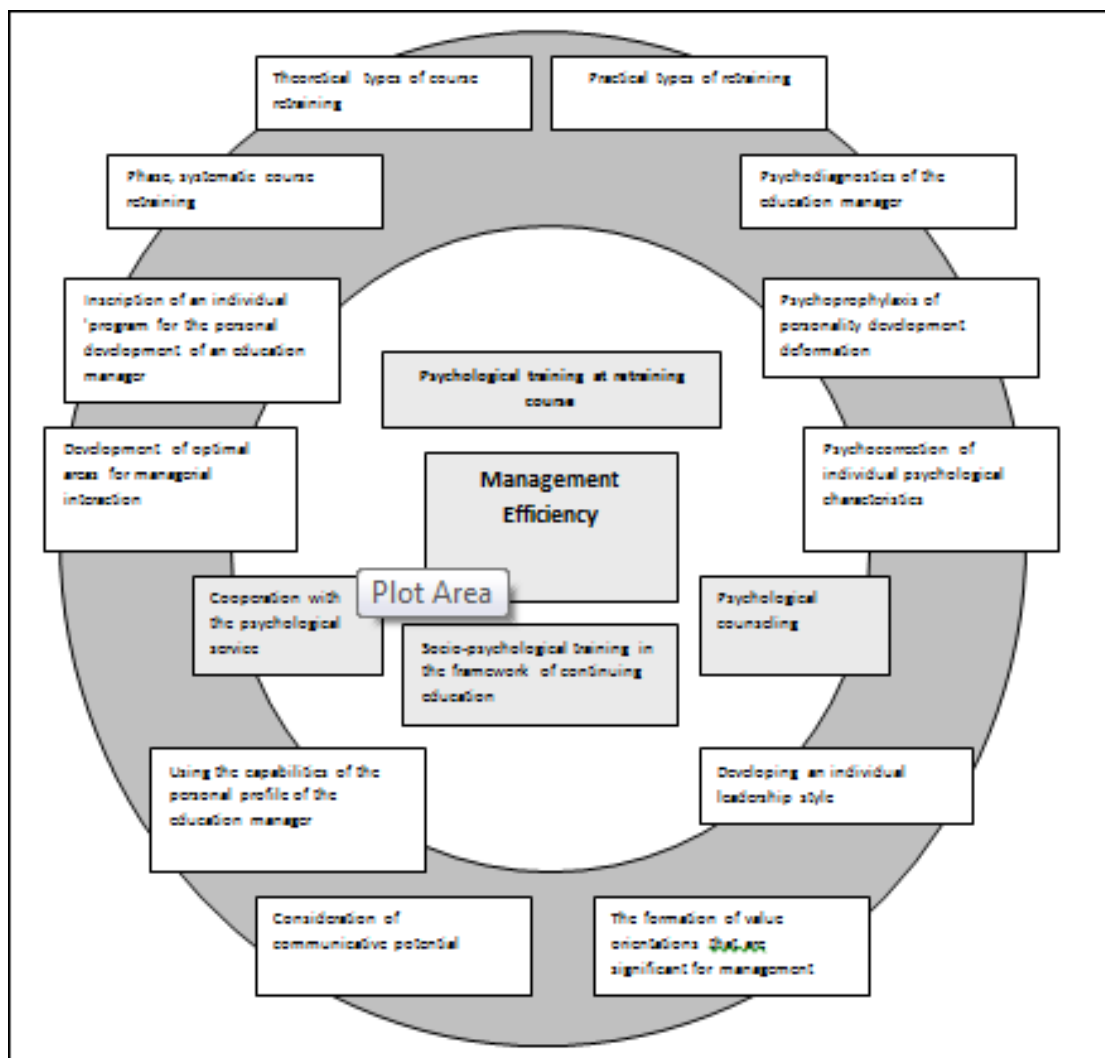 Theoretical types of course
retraining
Practical types of retraining
Phase, systematic course
retraining
Psychodiagnostics of the
education manager
Inscription of an individual
'program for the personal
development of an education
manager
Psychoprophylaxis of
personality development
deformation
Psychological training at retraining
course
Development of optimal
areas for managerial
interaction
Management
Efficiency
Psychocorrection of
individual psychological
characteristics
Cooperation with
the psychological
service
Plot Area
Psychological
counseling
Socio-psychological training in
the framework of continuing
education
Using the capabilities of the
personal profile of the
education manager
Developing an individual
leadership style
Consideration of
communicative potential
The formation of value
orientations that are
significant for management